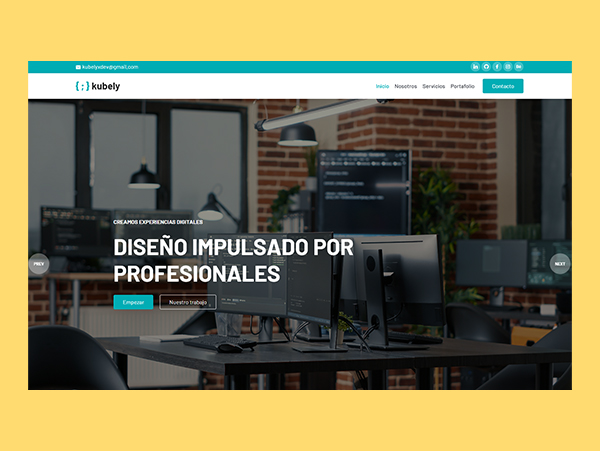 kubelyxdev@gmail.com
{ ; } kubely
Inicio Nosotros Servicios Portafolio Contacto
CREAMOS EXPERIENCIAS DIGITALES
DISEÑO IMPULSADO POR
PROFESIONALES
PREV
NEXT
Empezar Nuestro trabajo